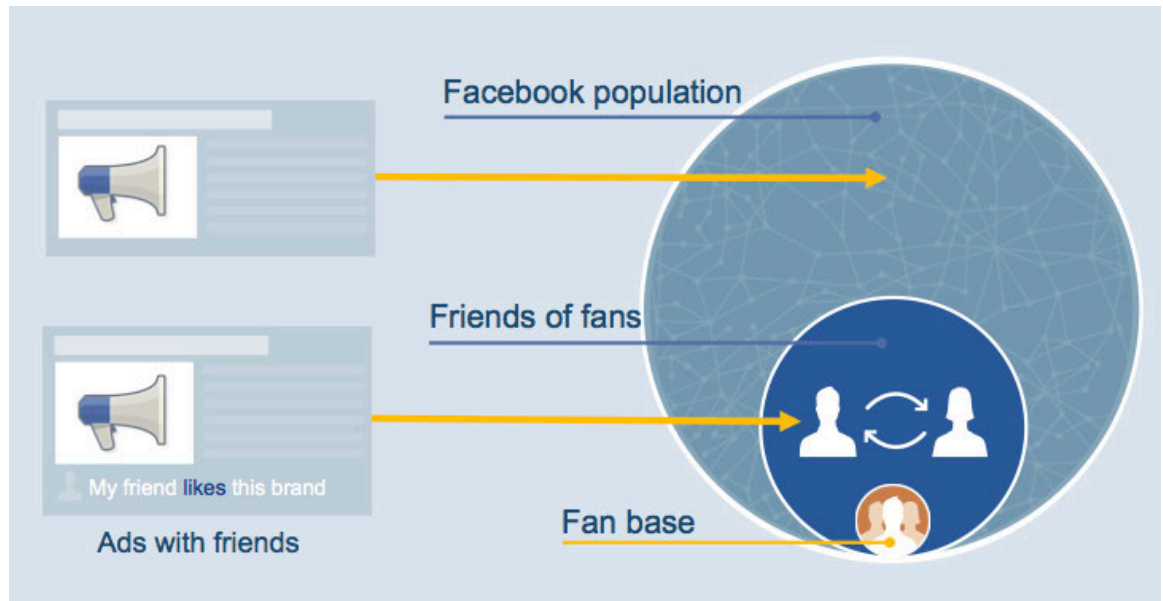 Facebook population
Friends of fans
My friend likes this brand
Ads with friends
Fan base